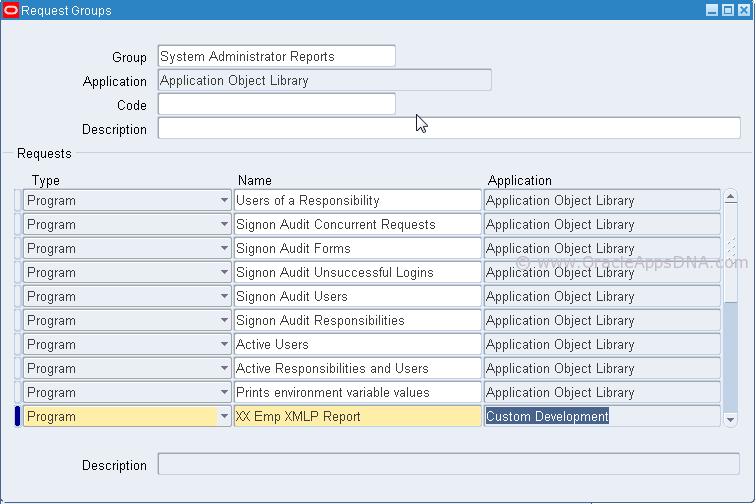 Request Groups
Group System Administrator Reports
Application Application Object Library
Code
Description
Requests
Type Name Application
Program Users of a Responsibility Application Object Library
Program Signon Audit Concurrent Requests Application Object Library
Program Signon Audit Forms Application Object Library
© www.OracleAppsDNA.com
Program Signon Audit Unsuccessful Logins Application Object Library
Program Signon Audit Users Application Object Library
Program Signon Audit Responsibilities Application Object Library
Program Active Users Application Object Library
Program Active Responsibilities and Users Application Object Library
Program Prints environment variable values Application Object Library
Program XX Emp XMLP Report Custom Development
Description